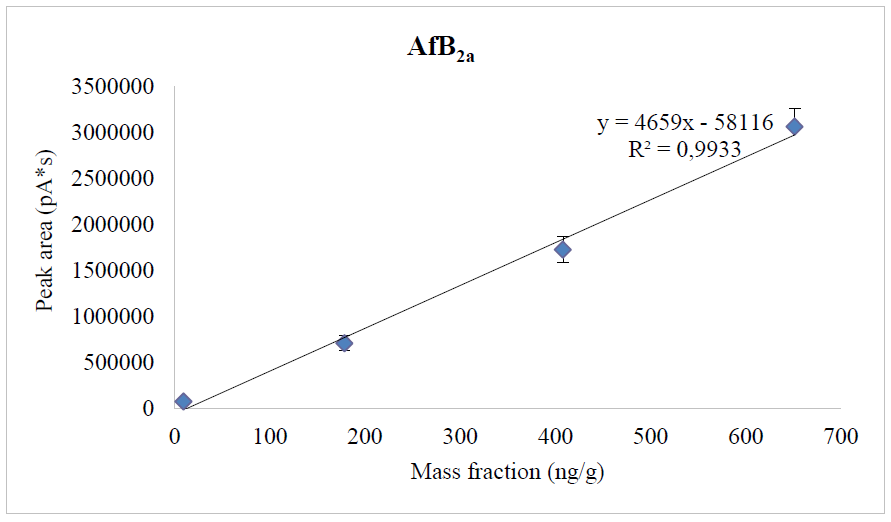 AfB2a
3500000
3000000
2500000
2000000
1500000
1000000
500000
0
y = 4659x - 58116
R² = 0,9933
Peak area (pA*s)
0 100 200 300 400 500 600 700
Mass fraction (ng/g)